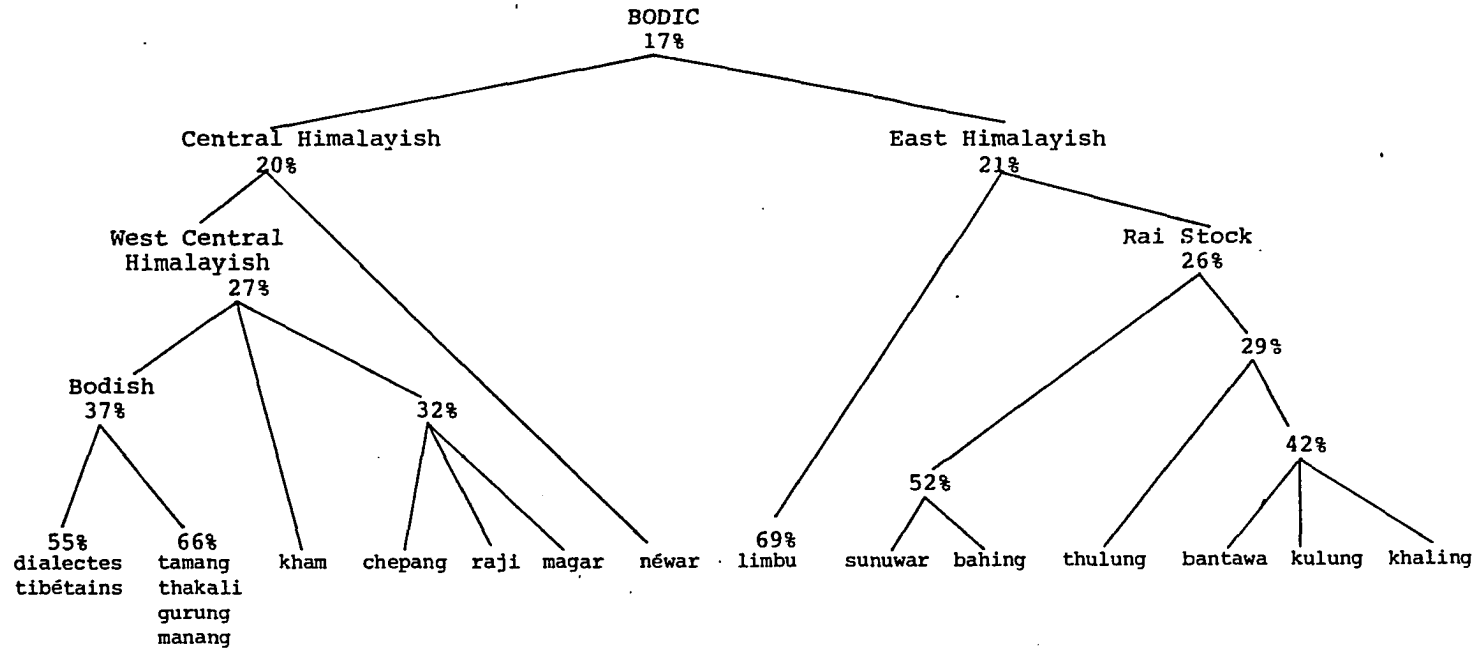 BODIC
17%
Central Himalayish
20%
East Himalayish
21%
West Central
Himalayish
27%
Rai Stock
26%
29%
Bodish
37%
32%
42%
52%
55%
dialectes
tibétains
66%
tamang
thakali
gurung
manang
kham
chepang
raji
magar
néwar
69%
limbu
sunuwar
bahing
thulung
bantawa
kulung
khaling